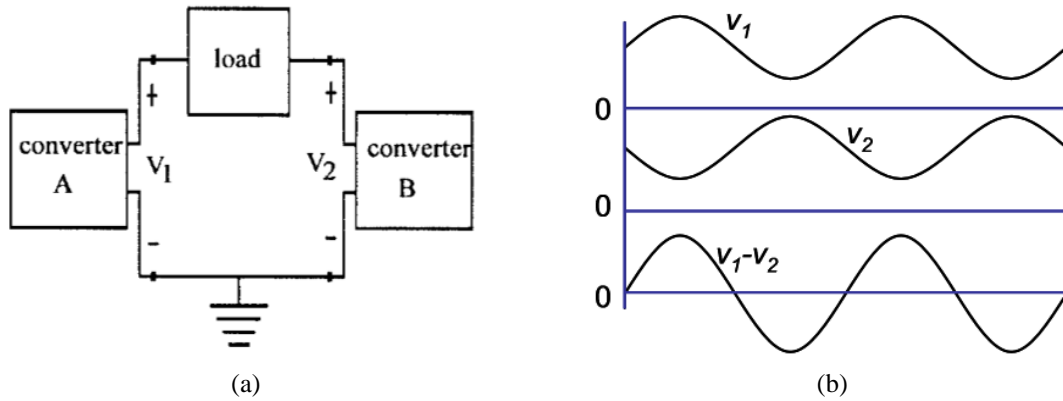 load
+
+
converter
A
V1
V2
converter
B
-
-
(a)
v1
0
v2
0
v1-v2
0
(b)